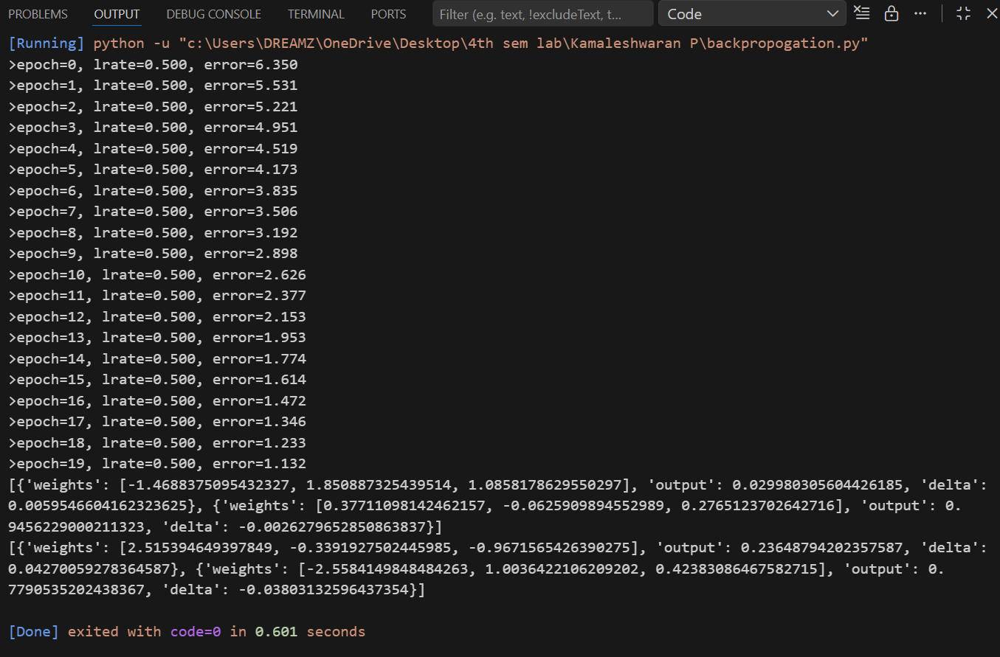 PROBLEMS OUTPUT DEBUG CONSOLE TERMINAL PORTS Filter (e.g. text, !excludeText, t... Code
[Running] python -u "c:\Users\DREAMZ\OneDrive\Desktop\4th sem lab\Kamaleshwaran P\backpropogation.py"
>epoch=0, lrate=0.500, error=6.350
>epoch=1, lrate=0.500, error=5.531
>epoch=2, lrate=0.500, error=5.221
>epoch=3, lrate=0.500, error=4.951
>epoch=4, lrate=0.500, error=4.519
>epoch=5, lrate=0.500, error=4.173
>epoch=6, lrate=0.500, error=3.835
>epoch=7, lrate=0.500, error=3.506
>epoch=8, lrate=0.500, error=3.192
>epoch=9, lrate=0.500, error=2.898
>epoch=10, lrate=0.500, error=2.626
>epoch=11, lrate=0.500, error=2.377
>epoch=12, lrate=0.500, error=2.153
>epoch=13, lrate=0.500, error=1.953
>epoch=14, lrate=0.500, error=1.774
>epoch=15, lrate=0.500, error=1.614
>epoch=16, lrate=0.500, error=1.472
>epoch=17, lrate=0.500, error=1.346
>epoch=18, lrate=0.500, error=1.233
>epoch=19, lrate=0.500, error=1.132
[{'weights': [-1.4688375095432327, 1.850887325439514, 1.0858178629550297], 'output': 0.029980305604426185, 'delta':
0.0059546604162323625}, {'weights': [0.37711098142462157, -0.0625909894552989, 0.2765123702642716], 'output': 0.
9456229000211323, 'delta': -0.0026279652850863837}]
[{'weights': [2.515394649397849, -0.3391927502445985, -0.9671565426390275], 'output': 0.23648794202357587, 'delta':
0.04270059278364587}, {'weights': [-2.5584149848484263, 1.0036422106209202, 0.42383086467582715], 'output': 0.
7790535202438367, 'delta': -0.03803132596437354}]
[Done] exited with code=0 in 0.601 seconds